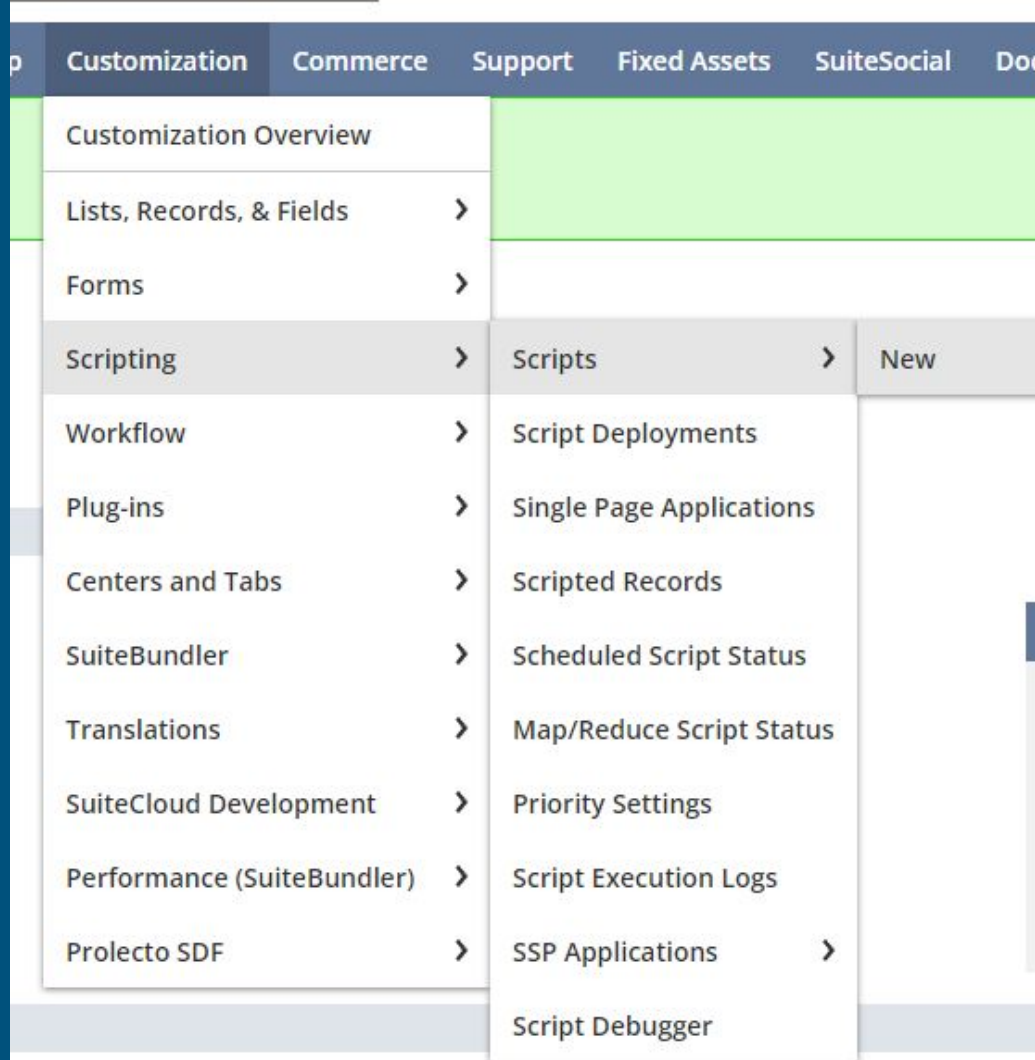 p Customization Commerce Support Fixed Assets SuiteSocial Doc
Customization Overview
Lists, Records, & Fields
Forms
Scripting Scripts New
Workflow Script Deployments
Plug-ins Single Page Applications
Centers and Tabs Scripted Records
SuiteBundler Scheduled Script Status
Translations Map/Reduce Script Status
SuiteCloud Development Priority Settings
Performance (SuiteBundler) Script Execution Logs
Prolecto SDF SSP Applications
Script Debugger